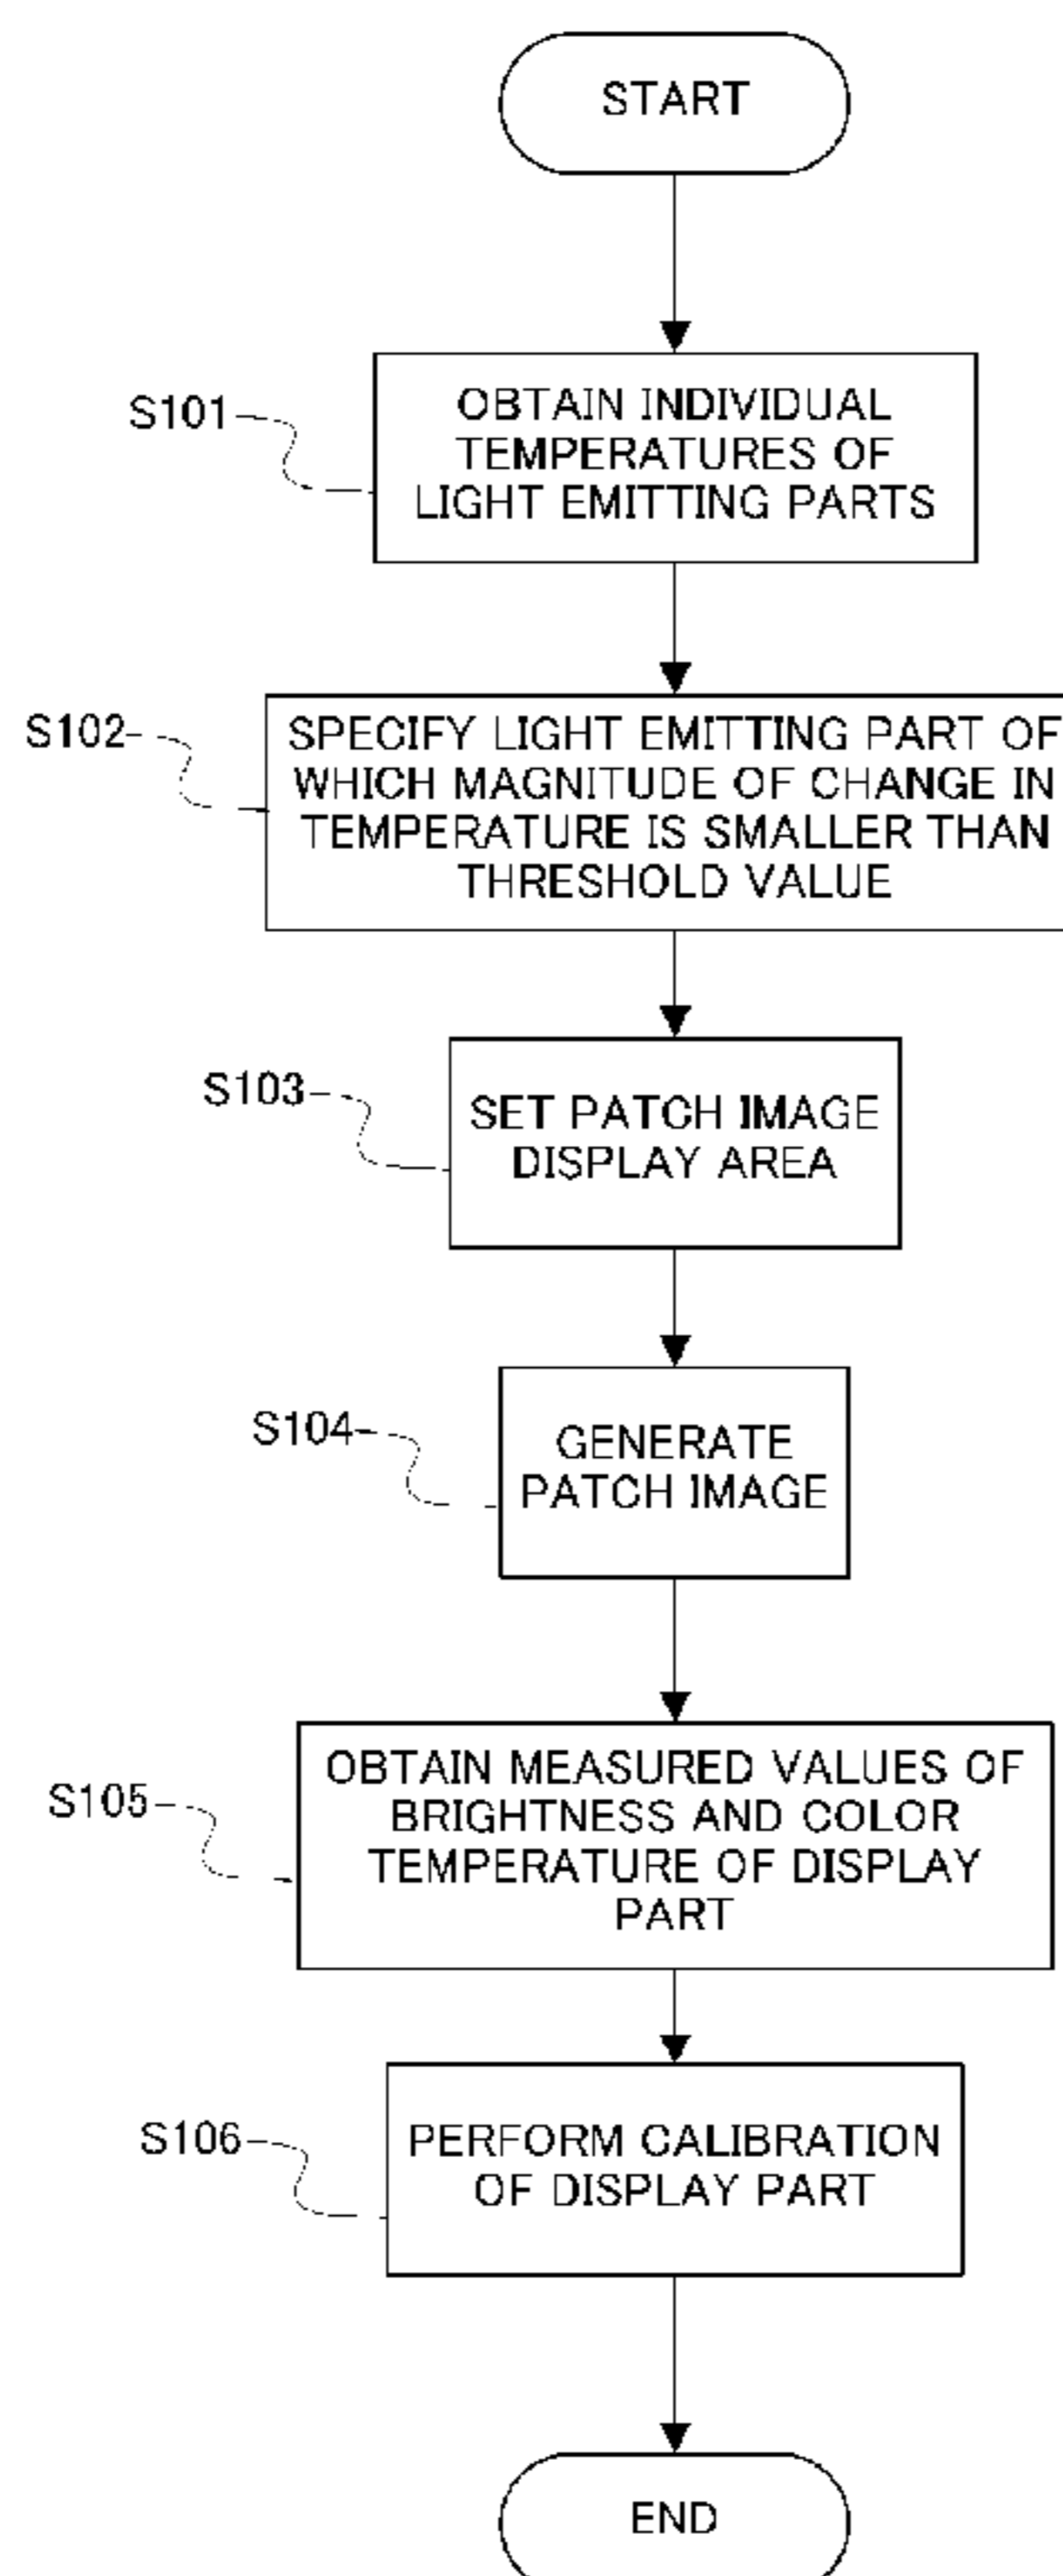 START
S101
OBTAIN INDIVIDUAL
TEMPERATURES OF
LIGHT EMITTING PARTS
S102
SPECIFY LIGHT EMITTING PART OF
WHICH MAGNITUDE OF CHANGE IN
TEMPERATURE IS SMALLER THAN
THRESHOLD VALUE
S103
SET PATCH IMAGE
DISPLAY AREA
S104
GENERATE
PATCH IMAGE
S105
OBTAIN MEASURED VALUES OF
BRIGHTNESS AND COLOR
TEMPERATURE OF DISPLAY
PART
S106
PERFORM CALIBRATION
OF DISPLAY PART
END